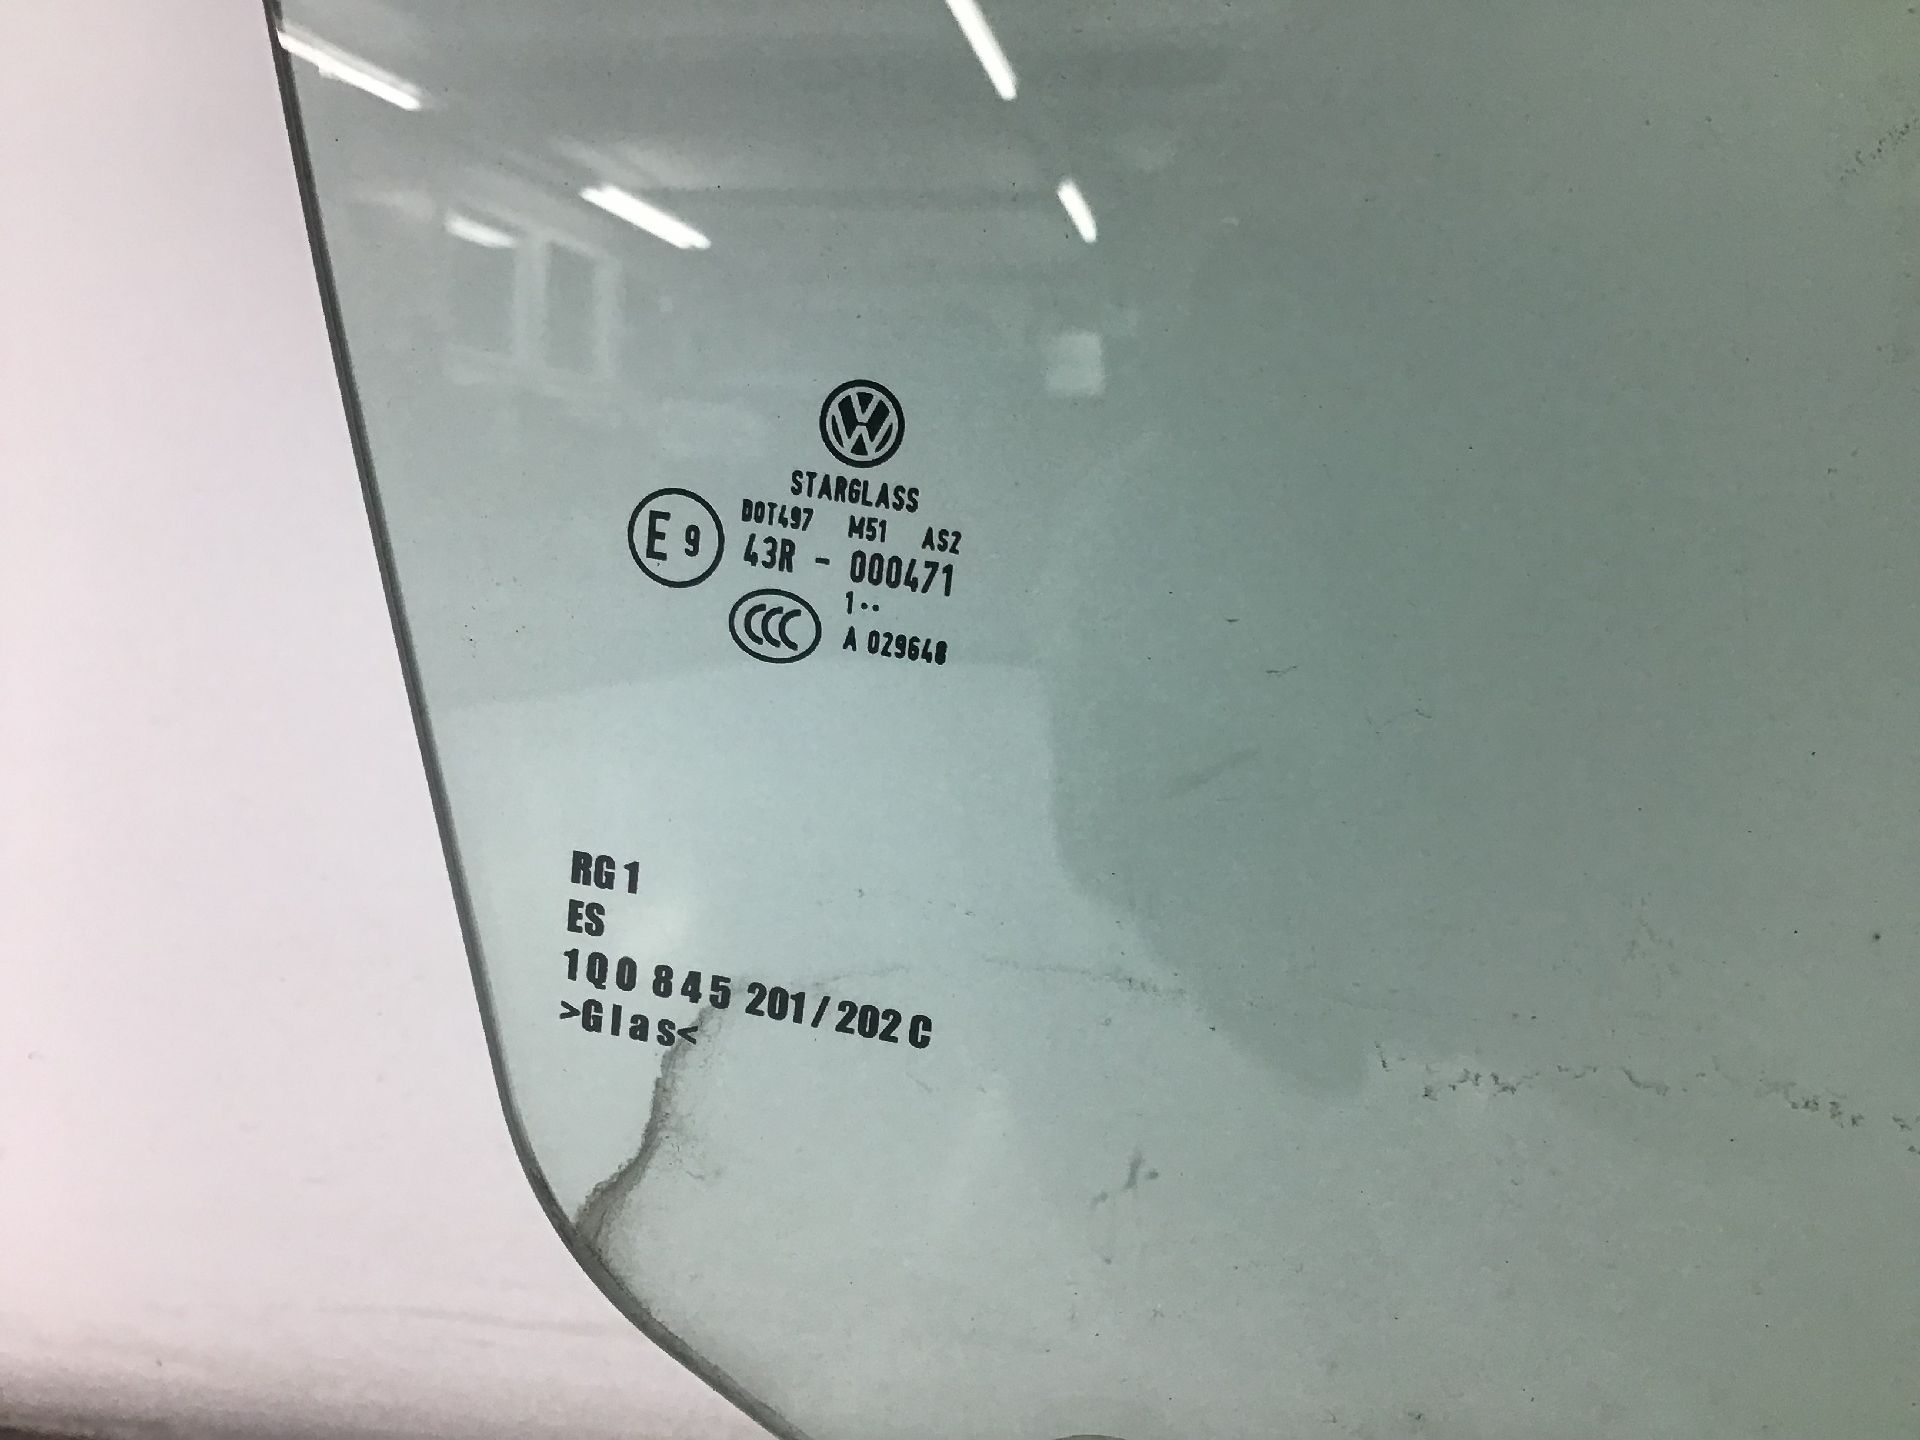 STARGLASS
DOT497 M51 AS2
E 9
43R - 000471
1··
CCC
A 029648
RG 1
ES
1Q0 845 201/202 C
>Glas<